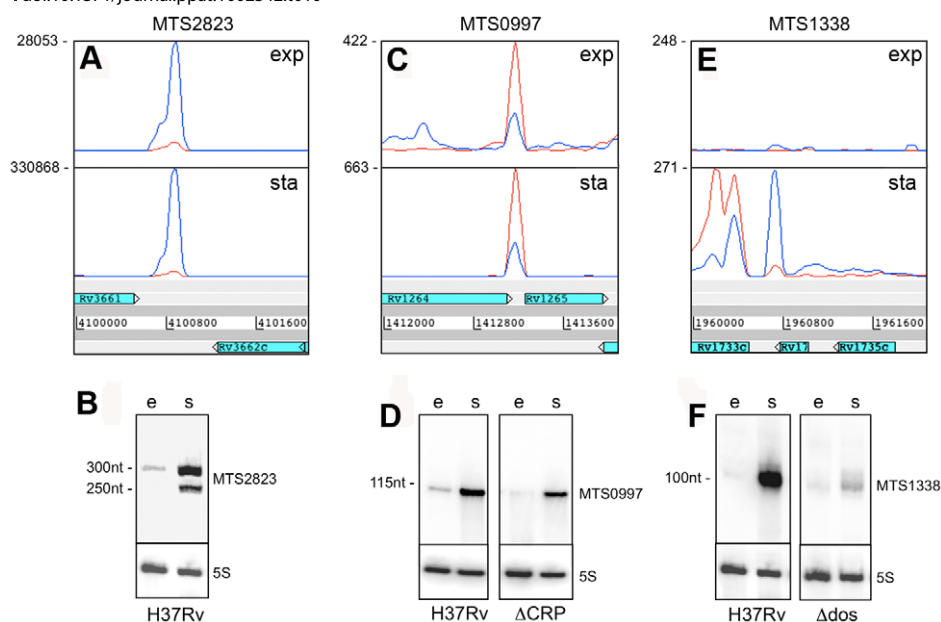 MTS2823 MTS0997 MTS1338
28053 - A exp 422 - C exp 248 - E exp
330868 - sta 663 - sta 271 - sta
Rv3661 Rv1264 Rv1265
4100000 4100800 4101600 1412000 1412800 1413600 1960000 1960800 1961600
Rv3662c Rv1733c Rv17 Rv1735c
B e s D e s e s F e s e s
300nt - 250nt - MTS2823 115nt - MTS0997 100nt - MTS1338
5S 5S 5S
H37Rv H37Rv ΔCRP H37Rv Δdos